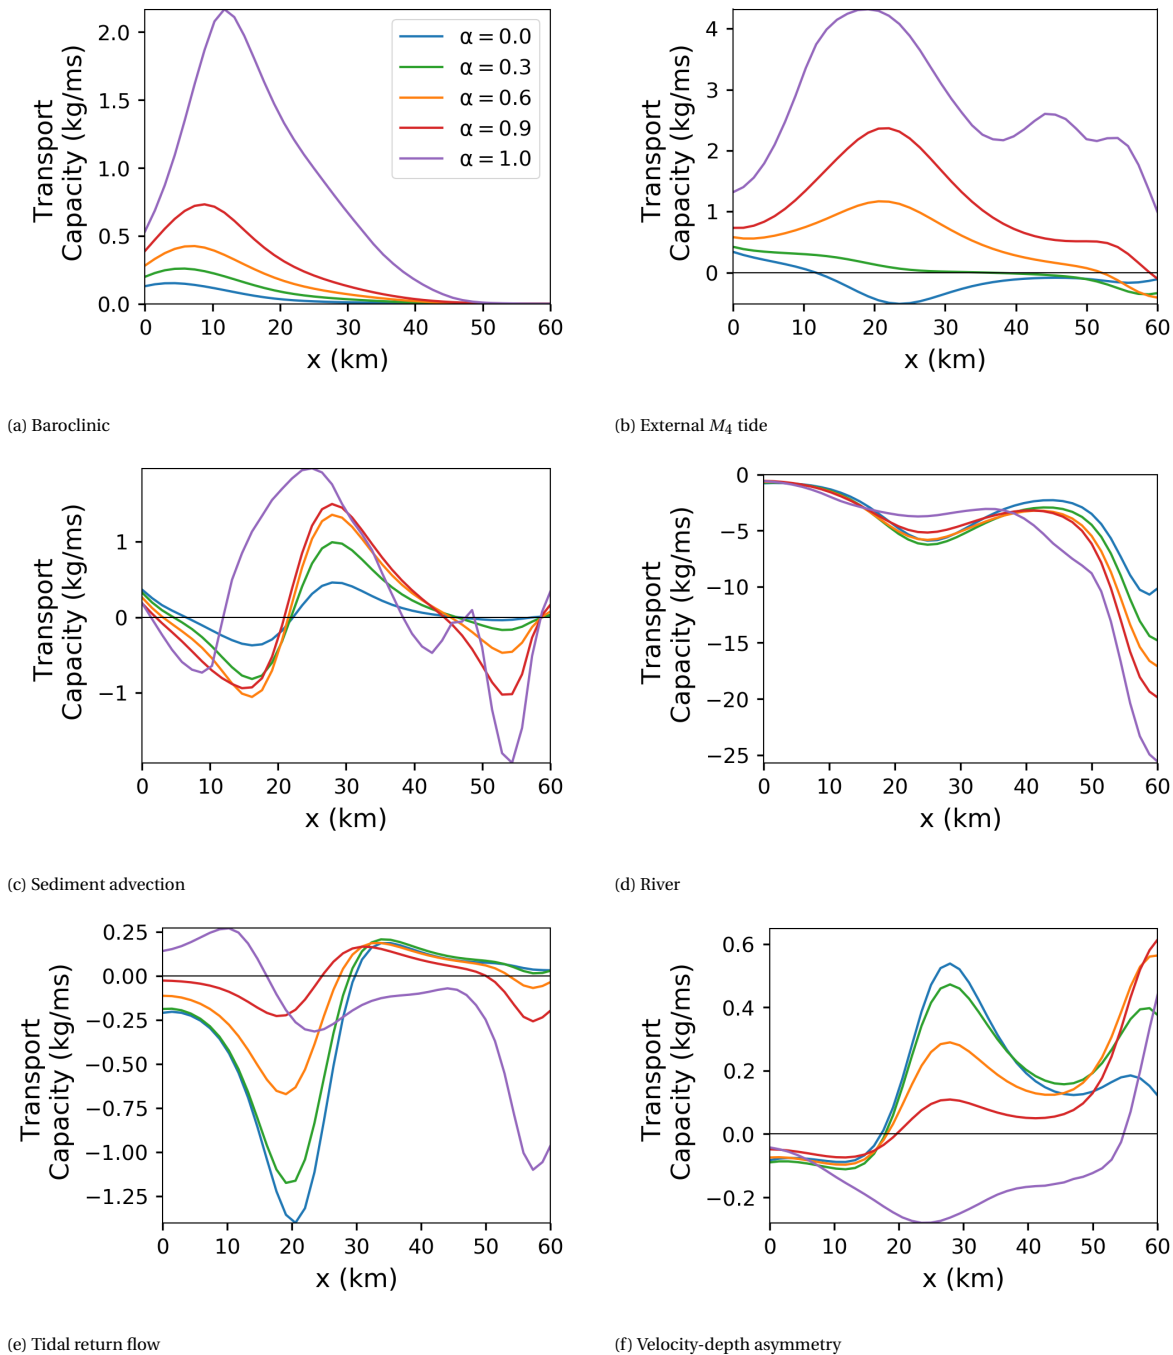 2.0
1.5
1.0
0.5
0.0
Transport
Capacity (kg/ms)
α = 0.0
α = 0.3
α = 0.6
α = 0.9
α = 1.0
0 10 20 30 40 50 60
x (km)
(a) Baroclinic
4
3
2
1
0
Transport
Capacity (kg/ms)
0 10 20 30 40 50 60
x (km)
(b) External M₄ tide
1
0
−1
Transport
Capacity (kg/ms)
0 10 20 30 40 50 60
x (km)
(c) Sediment advection
0
−5
−10
−15
−20
−25
Transport
Capacity (kg/ms)
0 10 20 30 40 50 60
x (km)
(d) River
0.25
0.00
−0.25
−0.50
−0.75
−1.00
−1.25
Transport
Capacity (kg/ms)
0 10 20 30 40 50 60
x (km)
(e) Tidal return flow
0.6
0.4
0.2
0.0
−0.2
Transport
Capacity (kg/ms)
0 10 20 30 40 50 60
x (km)
(f) Velocity-depth asymmetry